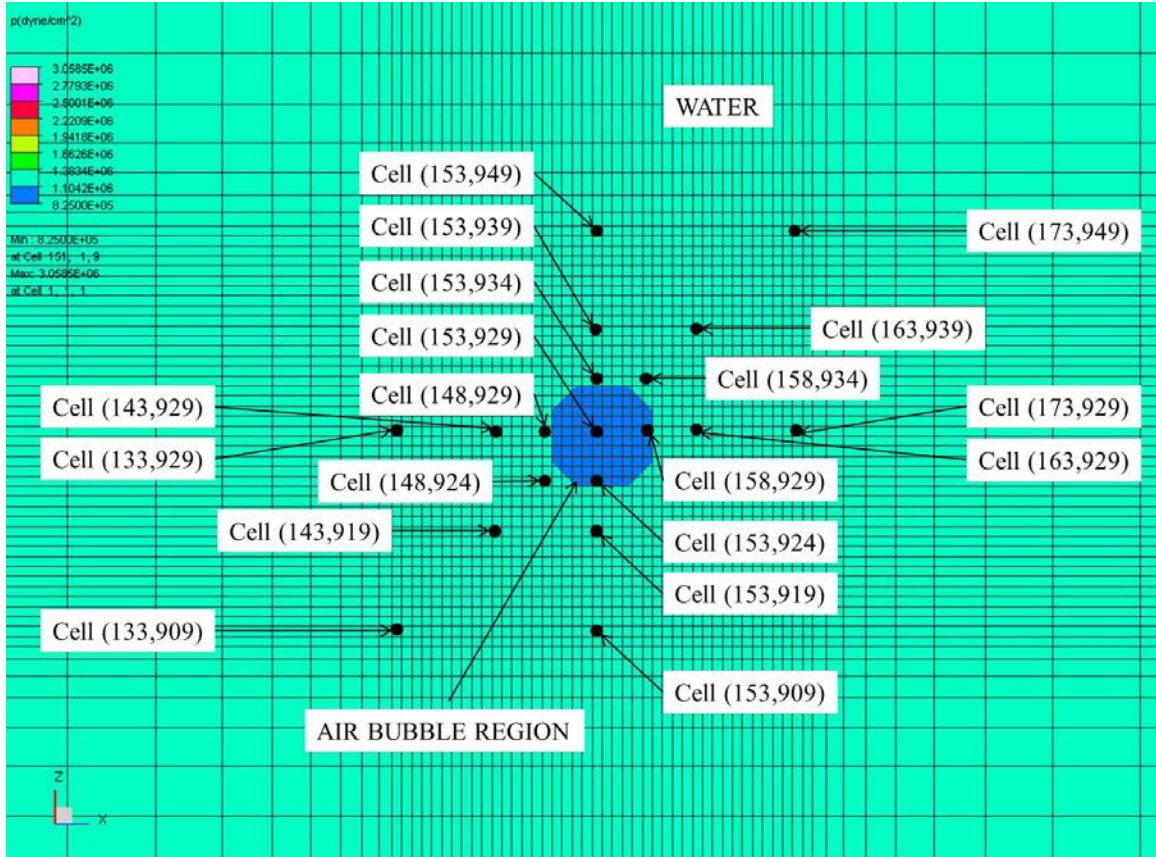 p(dyne/cm^2)
3.0585E+06
2.7793E+06
2.5001E+06
2.2209E+06
1.9418E+06
1.6626E+06
1.3834E+06
1.1042E+06
8.2500E+05
Min : 8.2500E+05
at Cell 151, 1, 9
Max: 3.0585E+06
at Cell 1, 1, 1
WATER
Cell (153,949)
Cell (173,949)
Cell (153,939)
Cell (153,934)
Cell (163,939)
Cell (153,929)
Cell (158,934)
Cell (148,929)
Cell (143,929)
Cell (173,929)
Cell (133,929)
Cell (163,929)
Cell (148,924)
Cell (158,929)
Cell (143,919)
Cell (153,924)
Cell (153,919)
Cell (133,909)
Cell (153,909)
AIR BUBBLE REGION
Z
X